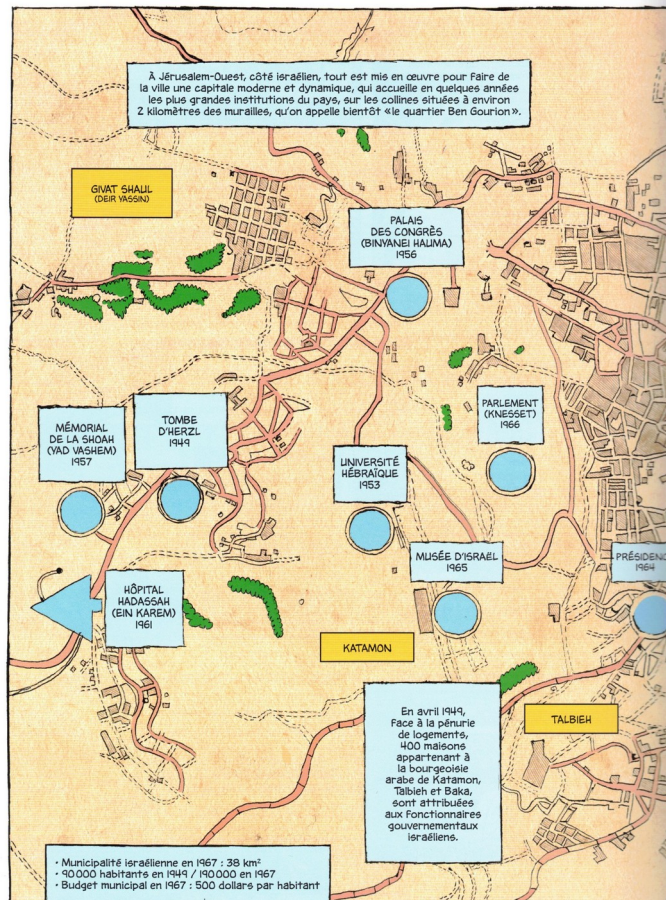 À Jérusalem-Ouest, côté israélien, tout est mis en œuvre pour faire de
la ville une capitale moderne et dynamique, qui accueille en quelques années
les plus grandes institutions du pays, sur les collines situées à environ
2 kilomètres des murailles, qu'on appelle bientôt «le quartier Ben Gourion».
GIVAT SHAUL
(DEIR YASSIN)
PALAIS
DES CONGRÈS
(BINYANEI HAUMA)
1956
MÉMORIAL
DE LA SHOAH
(YAD VASHEM)
1957
TOMBE
D'HERZL
1949
PARLEMENT
(KNESSET)
1966
UNIVERSITÉ
HÉBRAÏQUE
1953
MUSÉE D'ISRAËL
1965
PRÉSIDENC
1964
HÔPITAL
HADASSAH
(EIN KAREM)
1961
KATAMON
TALBIEH
En avril 1949,
face à la pénurie
de logements,
400 maisons
appartenant à
la bourgeoisie
arabe de Katamon,
Talbieh et Baka,
sont attribuées
aux fonctionnaires
gouvernementaux
israéliens.
• Municipalité israélienne en 1967 : 38 km²
• 90 000 habitants en 1949 / 190 000 en 1967
• Budget municipal en 1967 : 500 dollars par habitant